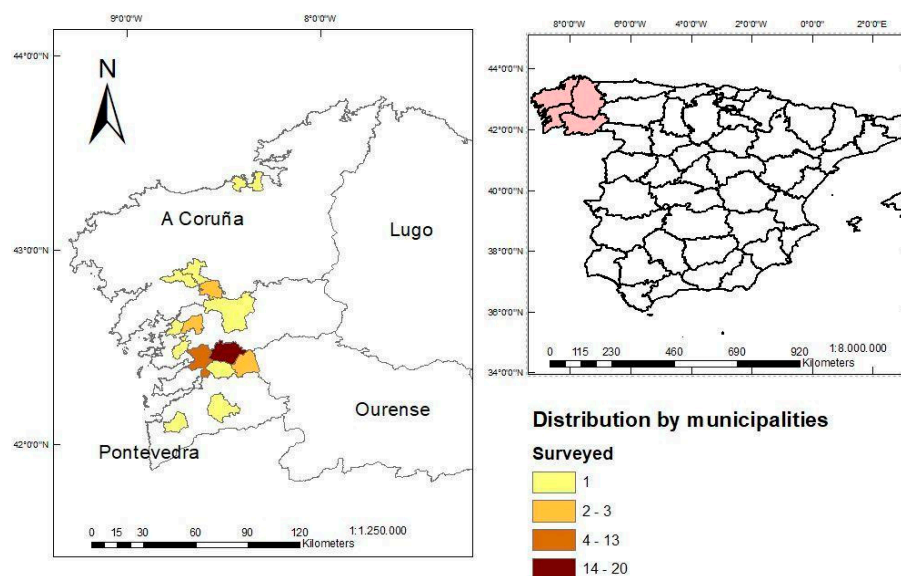 9°0'0"W 8°0'0"W
44°0'0"N
N
A Coruña
Lugo
43°0'0"N
Ourense
42°0'0"N
Pontevedra
0 15 30 60 90 120
Kilometers
1:1.250.000
8°0'0"W 6°0'0"W 4°0'0"W 2°0'0"W 0°0'0" 2°0'0"E
44°0'0"N
42°0'0"N
40°0'0"N
38°0'0"N
36°0'0"N
34°0'0"N
1:8.000.000
0 115 230 460 690 920
Kilometers
Distribution by municipalities
Surveyed
1
2 - 3
4 - 13
14 - 20